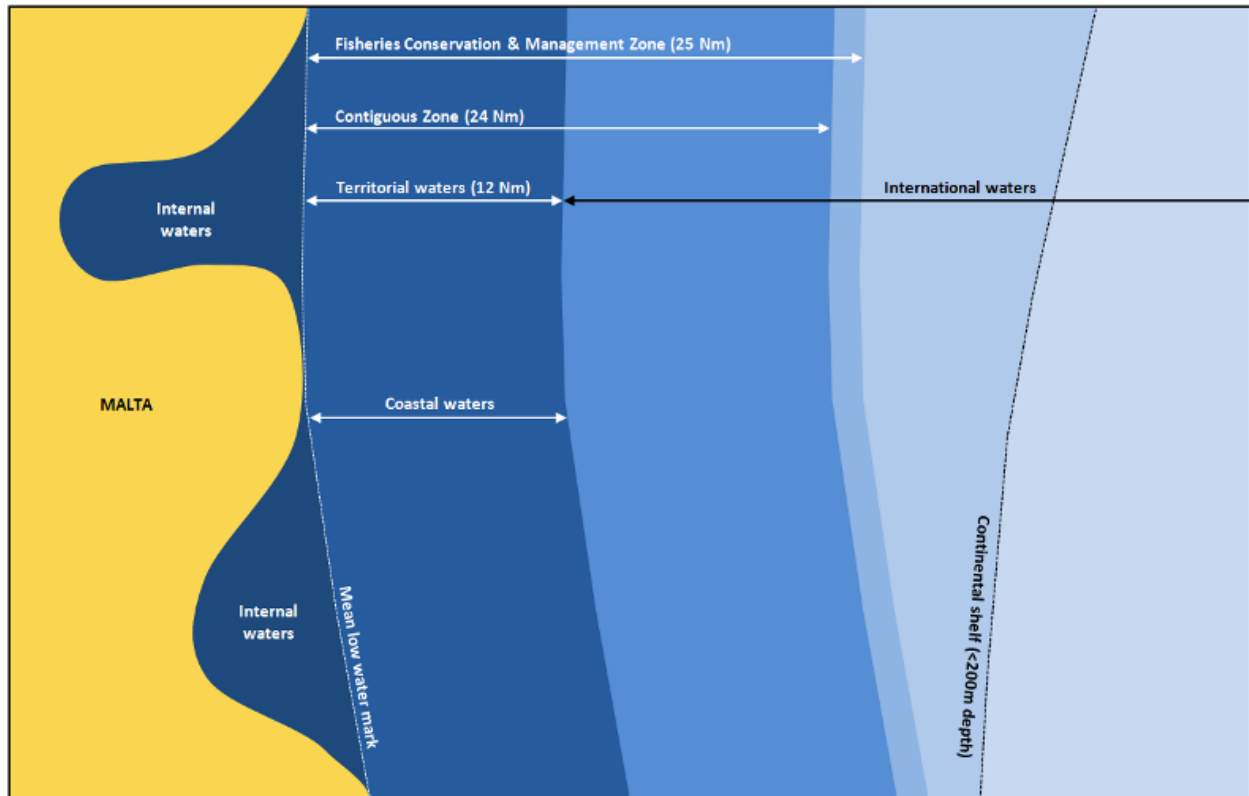 Fisheries Conservation & Management Zone (25 Nm)
Contiguous Zone (24 Nm)
Territorial waters (12 Nm)
International waters
Internal
waters
MALTA
Coastal waters
Internal
waters
Mean low water mark
Continental shelf (<200m depth)